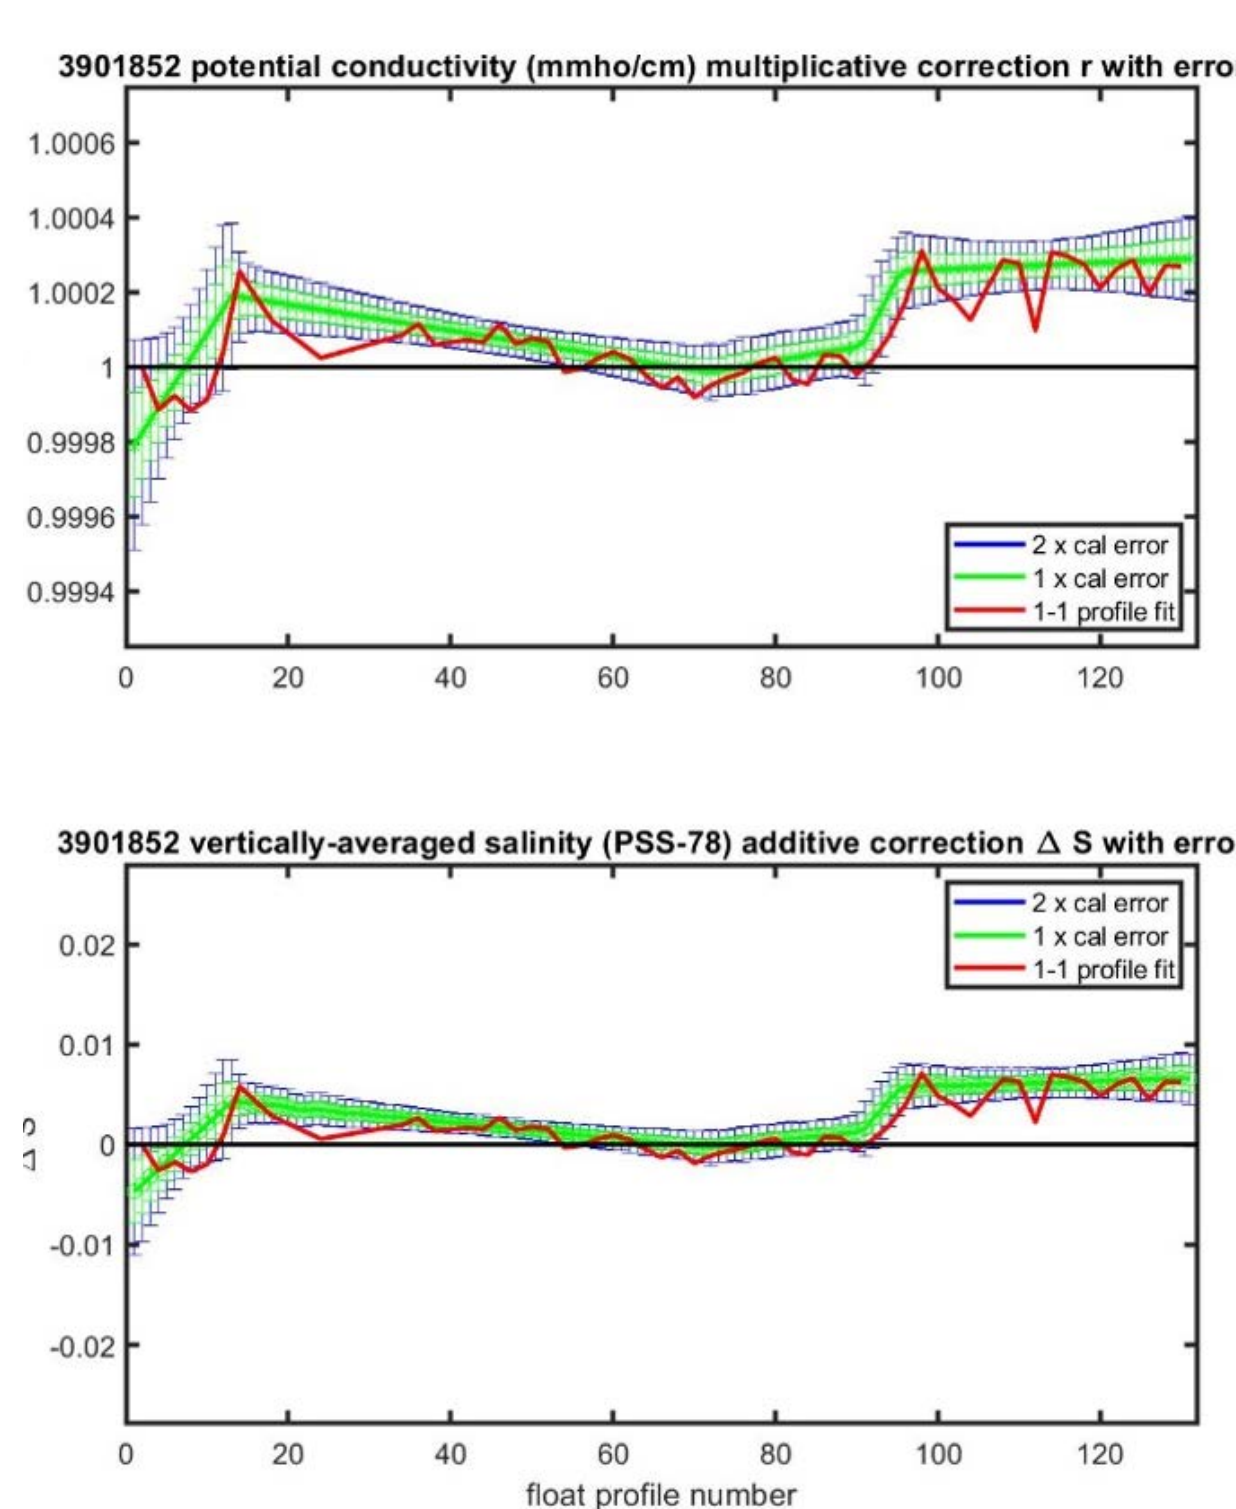 3901852 potential conductivity (mmho/cm) multiplicative correction r with erro
1.0006
1.0004
1.0002
1
0.9998
0.9996
0.9994
2 x cal error
1 x cal error
1-1 profile fit
0 20 40 60 80 100 120
3901852 vertically-averaged salinity (PSS-78) additive correction Δ S with erro
2 x cal error
1 x cal error
1-1 profile fit
0.02
0.01
0
-0.01
-0.02
Δ S
0 20 40 60 80 100 120
float profile number